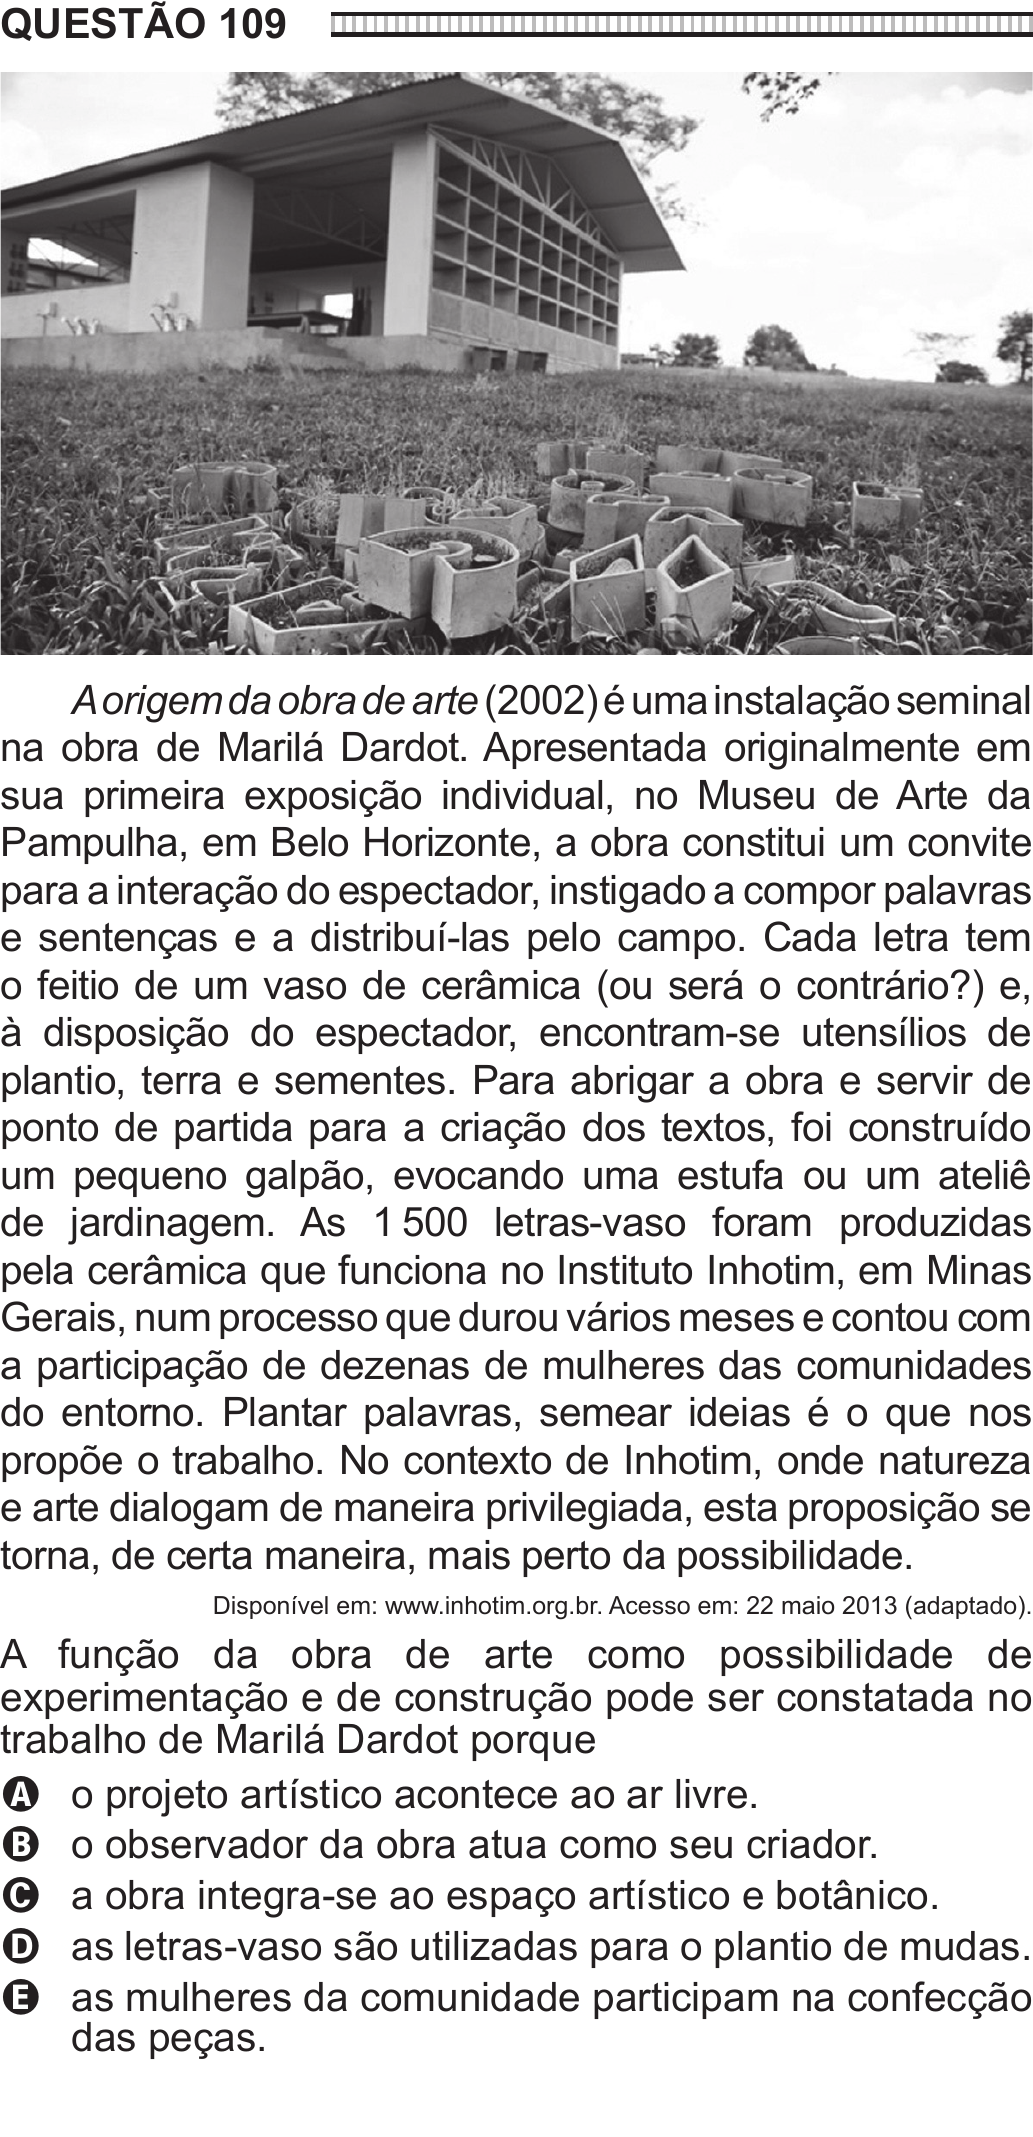 QUESTÃO 109
A origem da obra de arte (2002) é uma instalação seminal
na obra de Marilá Dardot. Apresentada originalmente em
sua primeira exposição individual, no Museu de Arte da
Pampulha, em Belo Horizonte, a obra constitui um convite
para a interação do espectador, instigado a compor palavras
e sentenças e a distribuí-las pelo campo. Cada letra tem
o feitio de um vaso de cerâmica (ou será o contrário?) e,
à disposição do espectador, encontram-se utensílios de
plantio, terra e sementes. Para abrigar a obra e servir de
ponto de partida para a criação dos textos, foi construído
um pequeno galpão, evocando uma estufa ou um ateliê
de jardinagem. As 1 500 letras-vaso foram produzidas
pela cerâmica que funciona no Instituto Inhotim, em Minas
Gerais, num processo que durou vários meses e contou com
a participação de dezenas de mulheres das comunidades
do entorno. Plantar palavras, semear ideias é o que nos
propõe o trabalho. No contexto de Inhotim, onde natureza
e arte dialogam de maneira privilegiada, esta proposição se
torna, de certa maneira, mais perto da possibilidade.
Disponível em: www.inhotim.org.br. Acesso em: 22 maio 2013 (adaptado).
A função da obra de arte como possibilidade de
experimentação e de construção pode ser constatada no
trabalho de Marilá Dardot porque
A o projeto artístico acontece ao ar livre.
B o observador da obra atua como seu criador.
C a obra integra-se ao espaço artístico e botânico.
D as letras-vaso são utilizadas para o plantio de mudas.
E as mulheres da comunidade participam na confecção
das peças.